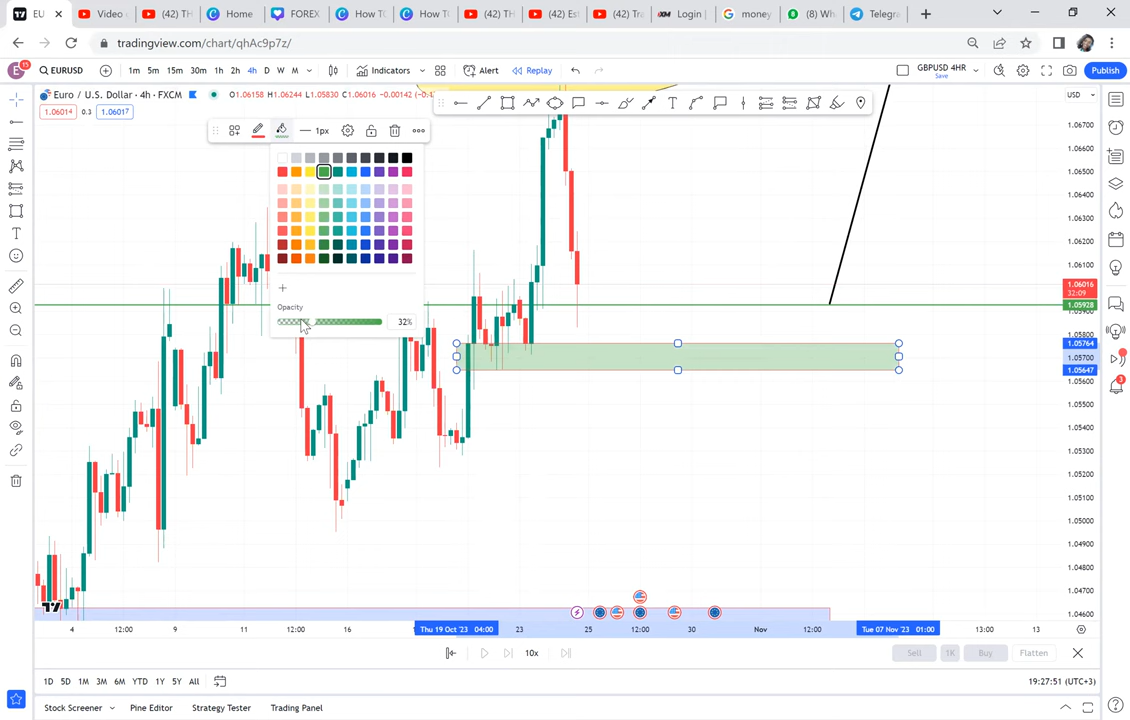 EU
Video
(42) TH
Home
FOREX
How TC
How TC
(42) TH
(42) Est
(42) Tra
Login |
money
(8) Wh
Telegra
tradingview.com/chart/qhAc9p7z/
E 15 EURUSD 1m 5m 15m 30m 1h 2h 4h D W M Indicators Alert Replay GBPUSD 4HR Save Publish
Euro / U.S. Dollar · 4h · FXCM O1.06158 H1.06244 L1.05830 C1.06016 −0.00142
1.06014 0.3 1.06017
USD
1px
T
Opacity
32%
1.06700
1.06600
1.06500
1.06400
1.06300
1.06200
1.06100
1.06016
32:09
1.05928
1.05800
1.05764
1.05700
1.05647
1.05600
1.05500
1.05400
1.05300
1.05200
1.05100
1.05000
1.04900
1.04800
1.04700
1.04600
4 12:00 9 12:00 16 Thu 19 Oct '23 04:00 23 25 12:00 30 Nov 12:00 Tue 07 Nov '23 01:00 13:00 13
10x Sell 1K Buy Flatten
1D 5D 1M 3M 6M YTD 1Y 5Y All 19:27:51 (UTC+3)
Stock Screener Pine Editor Strategy Tester Trading Panel